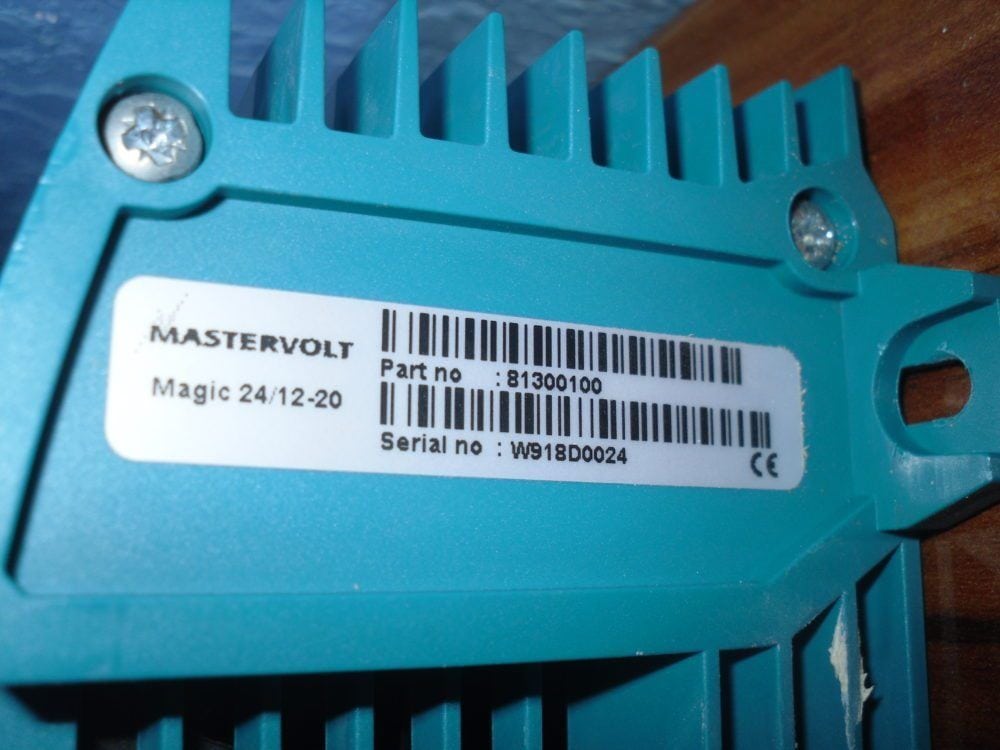 MASTERVOLT
Magic 24/12-20
Part no : 81300100
Serial no : W918D0024
CE